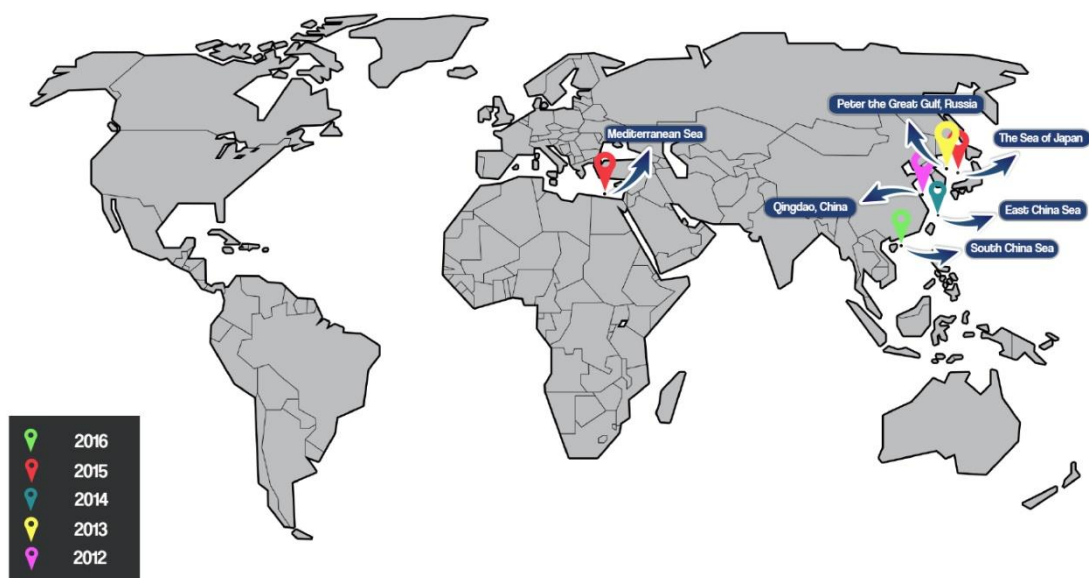 Peter the Great Gulf, Russia
Mediterranean Sea
The Sea of Japan
Qingdao, China
East China Sea
South China Sea
2016
2015
2014
2013
2012